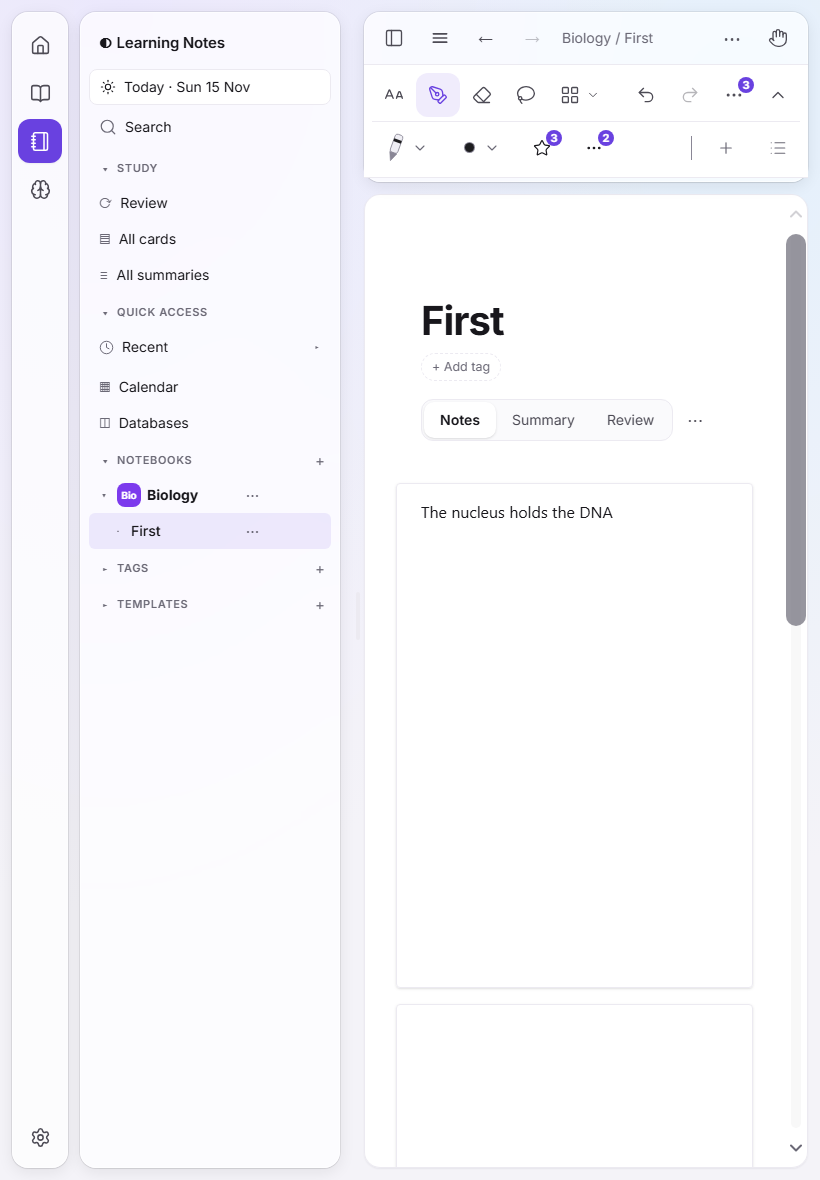 Learning Notes
Today · Sun 15 Nov
Search
STUDY
Review
All cards
All summaries
QUICK ACCESS
Recent
Calendar
Databases
NOTEBOOKS +
Bio Biology ···
· First ···
TAGS +
TEMPLATES +
← → Biology / First ···
AA ··· 3
3 ··· 2 +
First
+ Add tag
Notes Summary Review ···
The nucleus holds the DNA